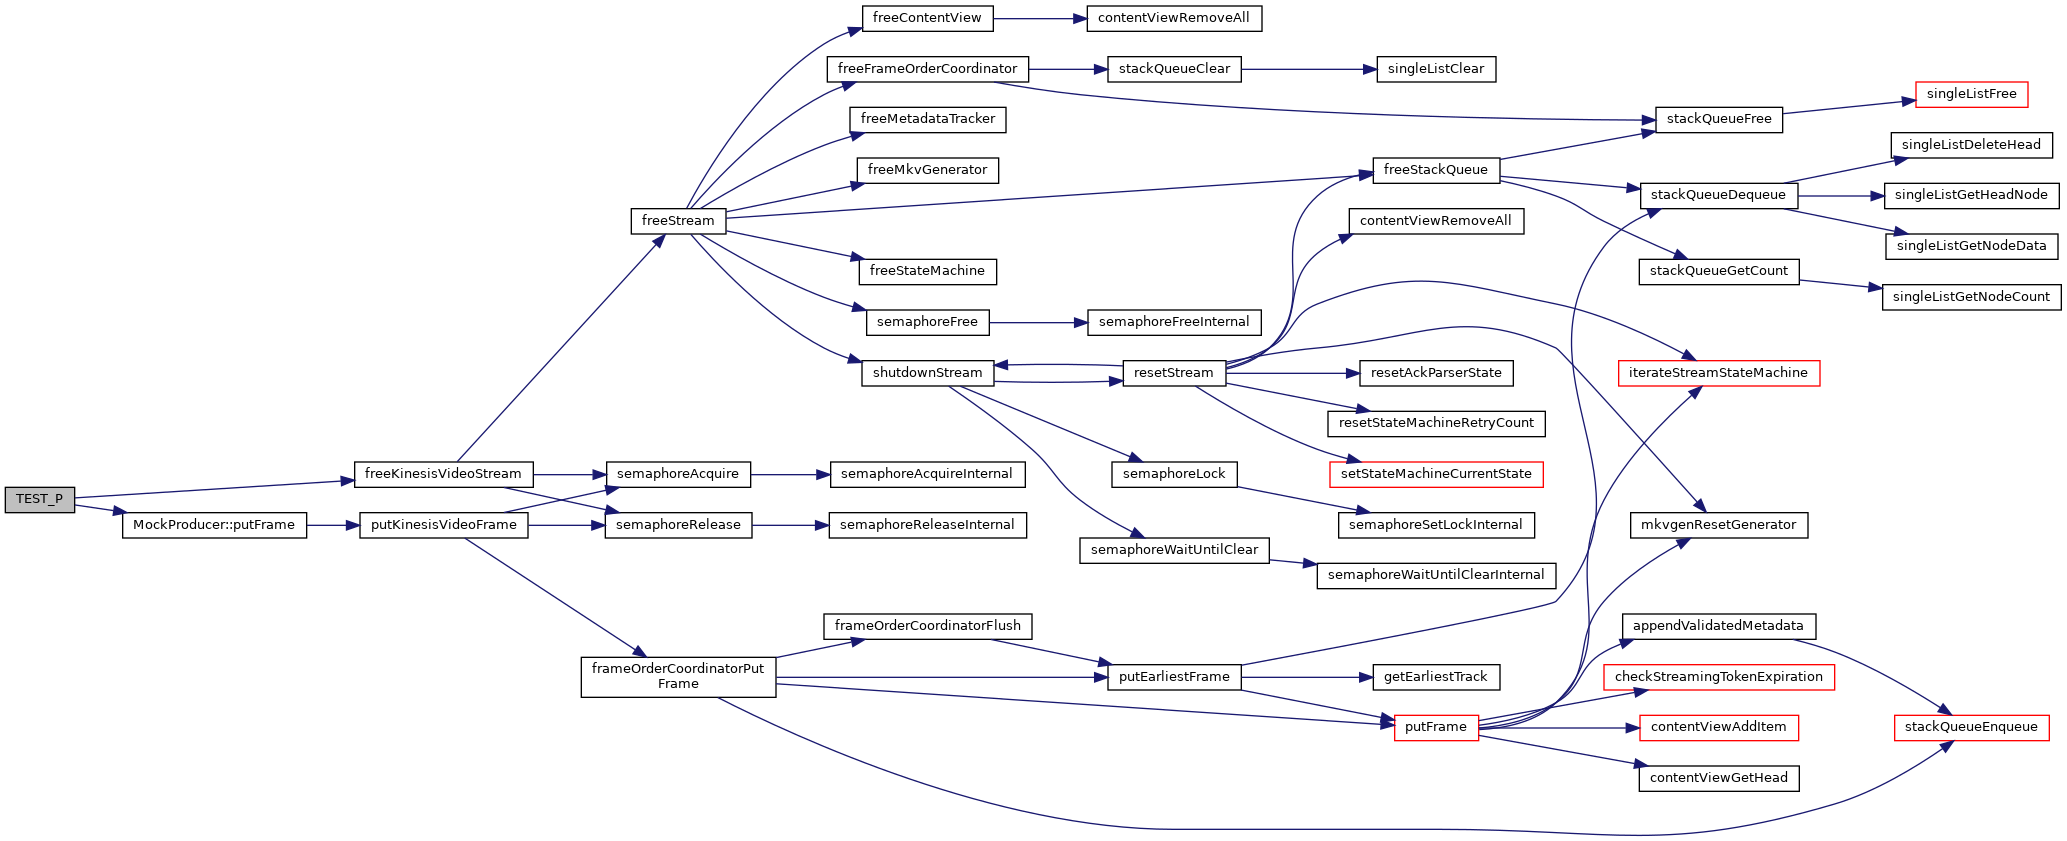 freeContentView
contentViewRemoveAll
freeFrameOrderCoordinator
stackQueueClear
singleListClear
singleListFree
freeMetadataTracker
stackQueueFree
singleListDeleteHead
freeMkvGenerator
freeStackQueue
stackQueueDequeue
singleListGetHeadNode
freeStream
contentViewRemoveAll
singleListGetNodeData
freeStateMachine
stackQueueGetCount
singleListGetNodeCount
semaphoreFree
semaphoreFreeInternal
shutdownStream
resetStream
resetAckParserState
iterateStreamStateMachine
resetStateMachineRetryCount
freeKinesisVideoStream
semaphoreAcquire
semaphoreAcquireInternal
semaphoreLock
setStateMachineCurrentState
TEST_P
MockProducer::putFrame
putKinesisVideoFrame
semaphoreRelease
semaphoreReleaseInternal
semaphoreSetLockInternal
mkvgenResetGenerator
semaphoreWaitUntilClear
semaphoreWaitUntilClearInternal
frameOrderCoordinatorFlush
appendValidatedMetadata
frameOrderCoordinatorPut
Frame
putEarliestFrame
getEarliestTrack
checkStreamingTokenExpiration
putFrame
contentViewAddItem
stackQueueEnqueue
contentViewGetHead